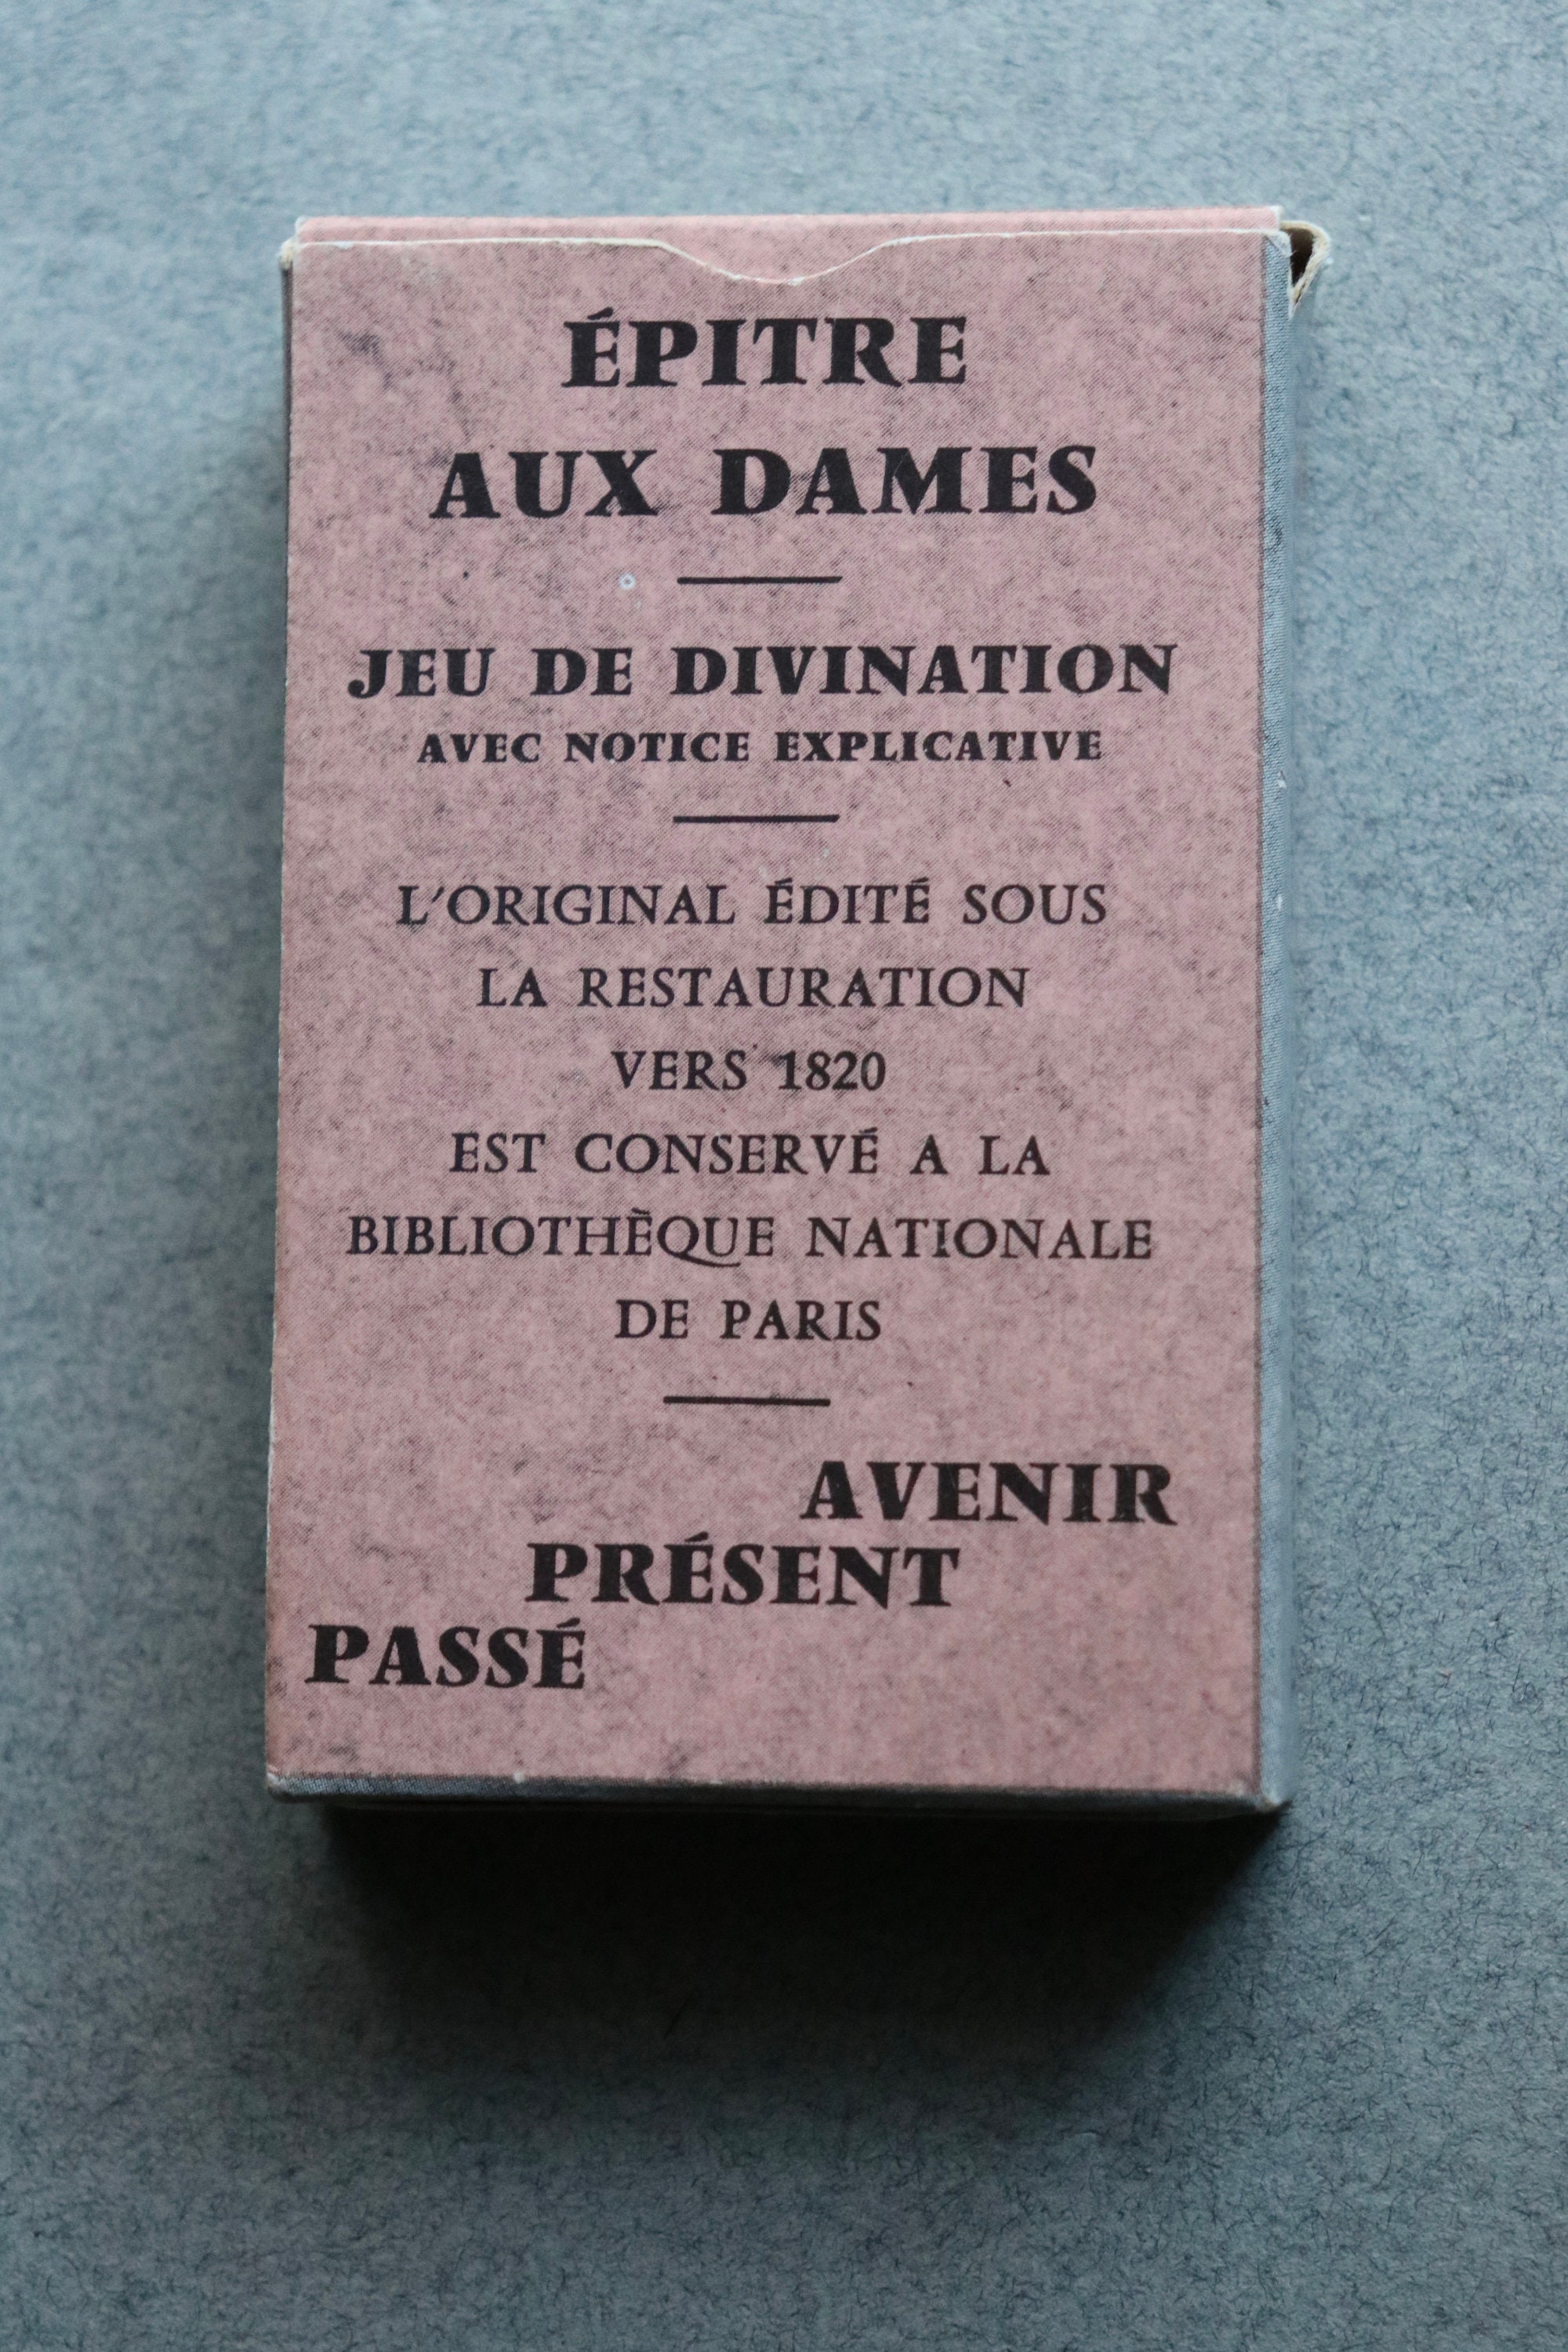 ÉPITRE
AUX DAMES
JEU DE DIVINATION
AVEC NOTICE EXPLICATIVE
L'ORIGINAL ÉDITÉ SOUS
LA RESTAURATION
VERS 1820
EST CONSERVÉ A LA
BIBLIOTHÈQUE NATIONALE
DE PARIS
AVENIR
PRÉSENT
PASSÉ